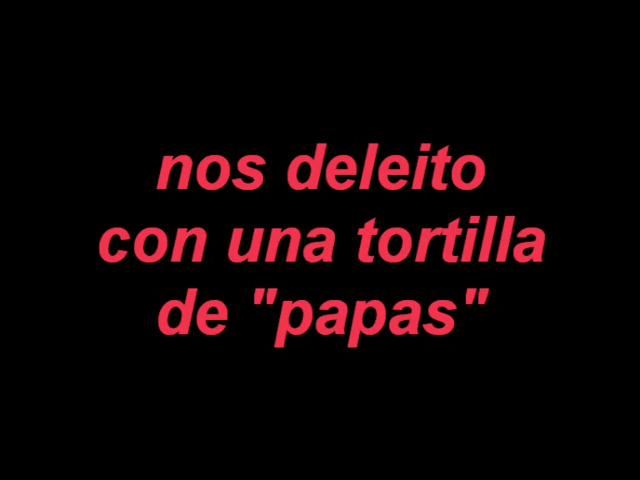 nos deleito
con una tortilla
de "papas"